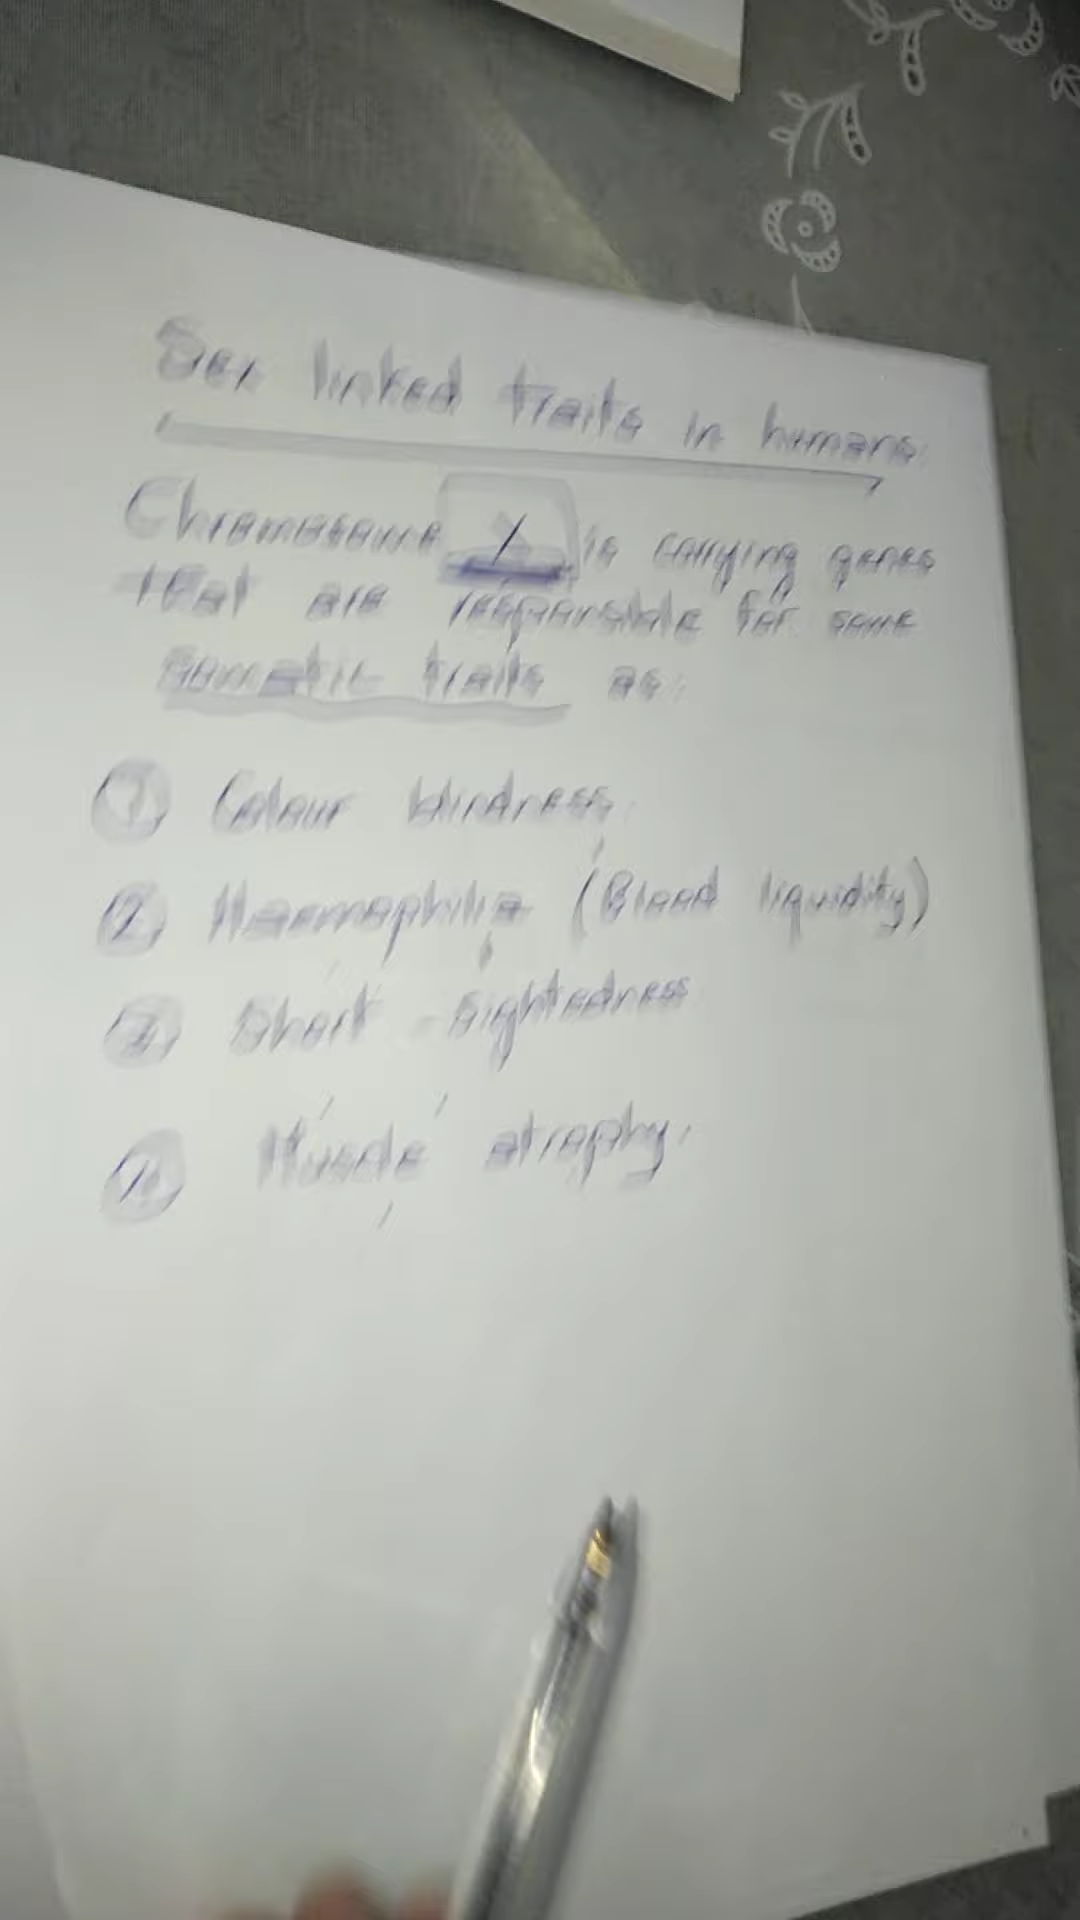 Sex linked traits in humans.
Chromosome X is carrying genes
that are responsible for some
somatic traits as:
1 Colour blindness.
2 Haemophilia (Blood liquidity)
3 Short-sightedness
4 Muscle atrophy.